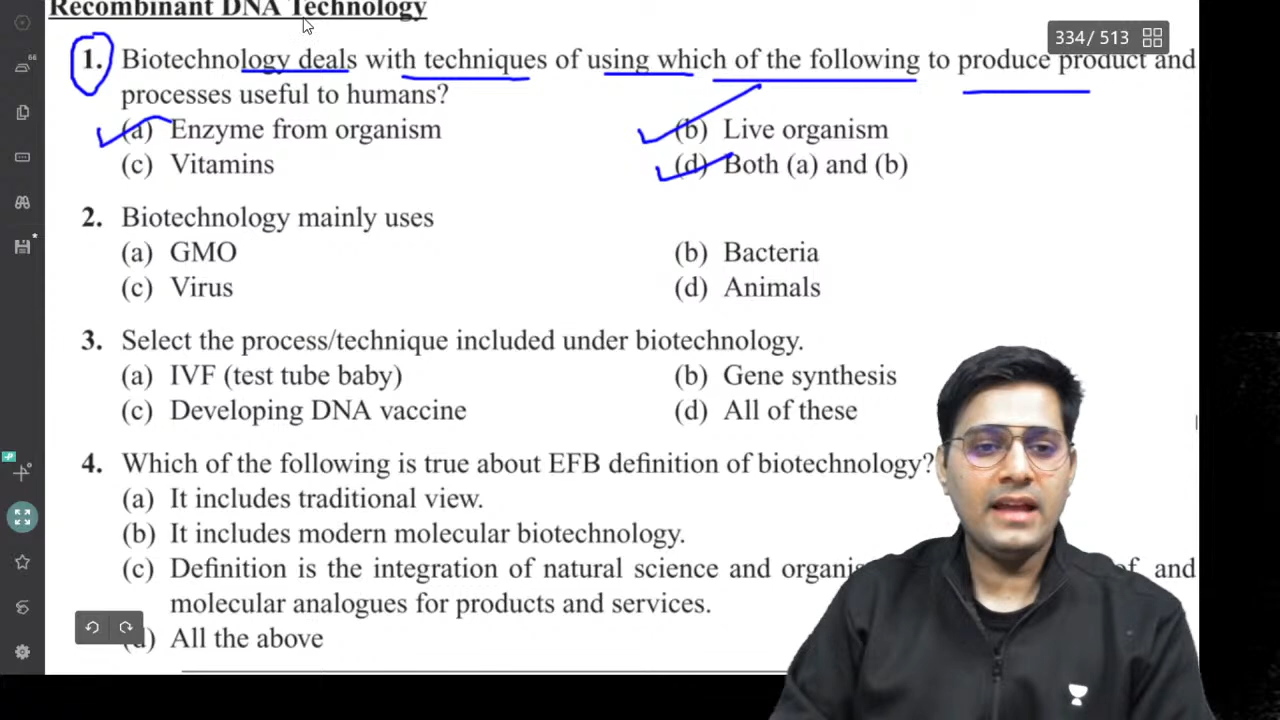 Recombinant DNA Technology
334 / 513
68
1. Biotechnology deals with techniques of using which of the following to produce product and
processes useful to humans?
(a) Enzyme from organism (b) Live organism
(c) Vitamins (d) Both (a) and (b)
2. Biotechnology mainly uses
(a) GMO (b) Bacteria
(c) Virus (d) Animals
3. Select the process/technique included under biotechnology.
(a) IVF (test tube baby) (b) Gene synthesis
(c) Developing DNA vaccine (d) All of these
4. Which of the following is true about EFB definition of biotechnology?
(a) It includes traditional view.
(b) It includes modern molecular biotechnology.
(c) Definition is the integration of natural science and and
molecular analogues for products and services.
(d) All the above